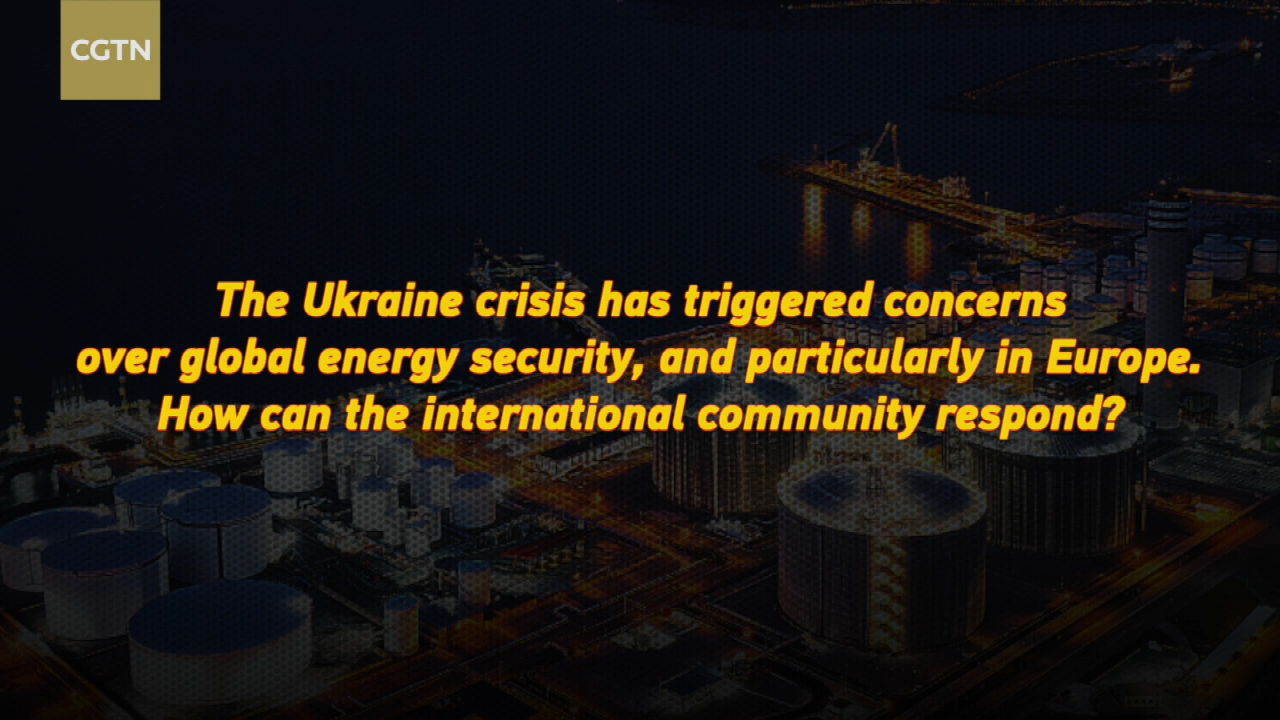 CGTN
The Ukraine crisis has triggered concerns
over global energy security, and particularly in Europe.
How can the international community respond?